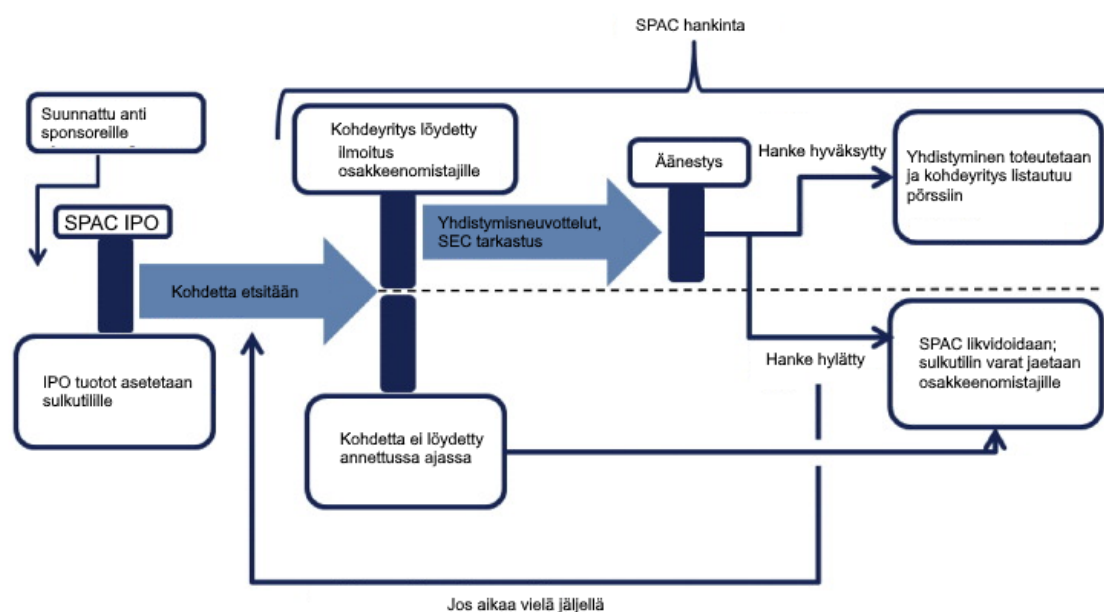 SPAC hankinta
Suunnattu anti
sponsoreille
SPAC IPO
IPO tuotot asetetaan
sulkutilille
Kohdetta etsitään
Kohdeyritys löydetty
ilmoitus
osakkeenomistajille
Kohdetta ei löydetty
annettussa ajassa
Yhdistymisneuvottelut,
SEC tarkastus
Äänestys
Hanke hyväksytty
Hanke hylätty
Yhdistyminen toteutetaan
ja kohdeyritys listautuu
pörssiin
SPAC likvidoidaan;
sulkutilin varat jaetaan
osakkeenomistajille
Jos aikaa vielä jäljellä